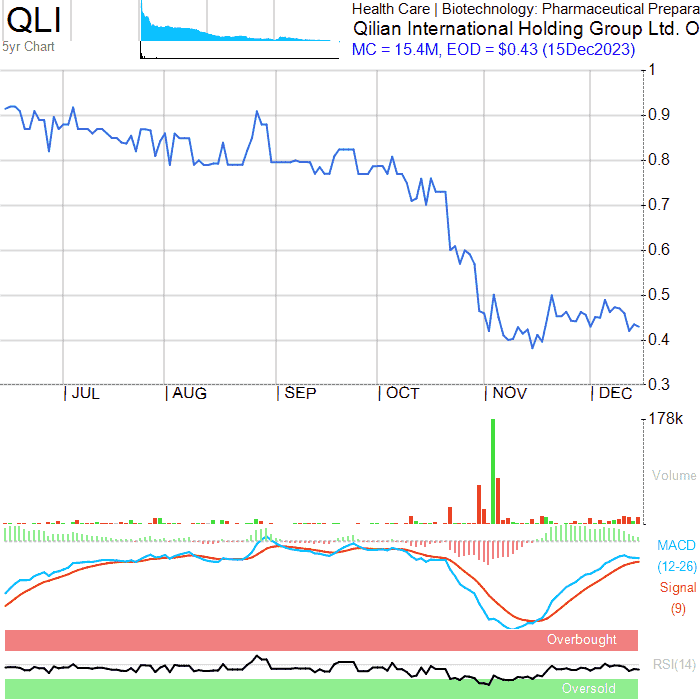 QLI
5yr Chart
Health Care | Biotechnology: Pharmaceutical Prepara
Qilian International Holding Group Ltd. O
MC = 15.4M, EOD = $0.43 (15Dec2023)
1
0.9
0.8
0.7
0.6
0.5
0.4
0.3
| JUL | AUG | SEP | OCT | NOV | DEC
178k
Volume
MACD
(12-26)
Signal
(9)
Overbought
RSI(14)
Oversold